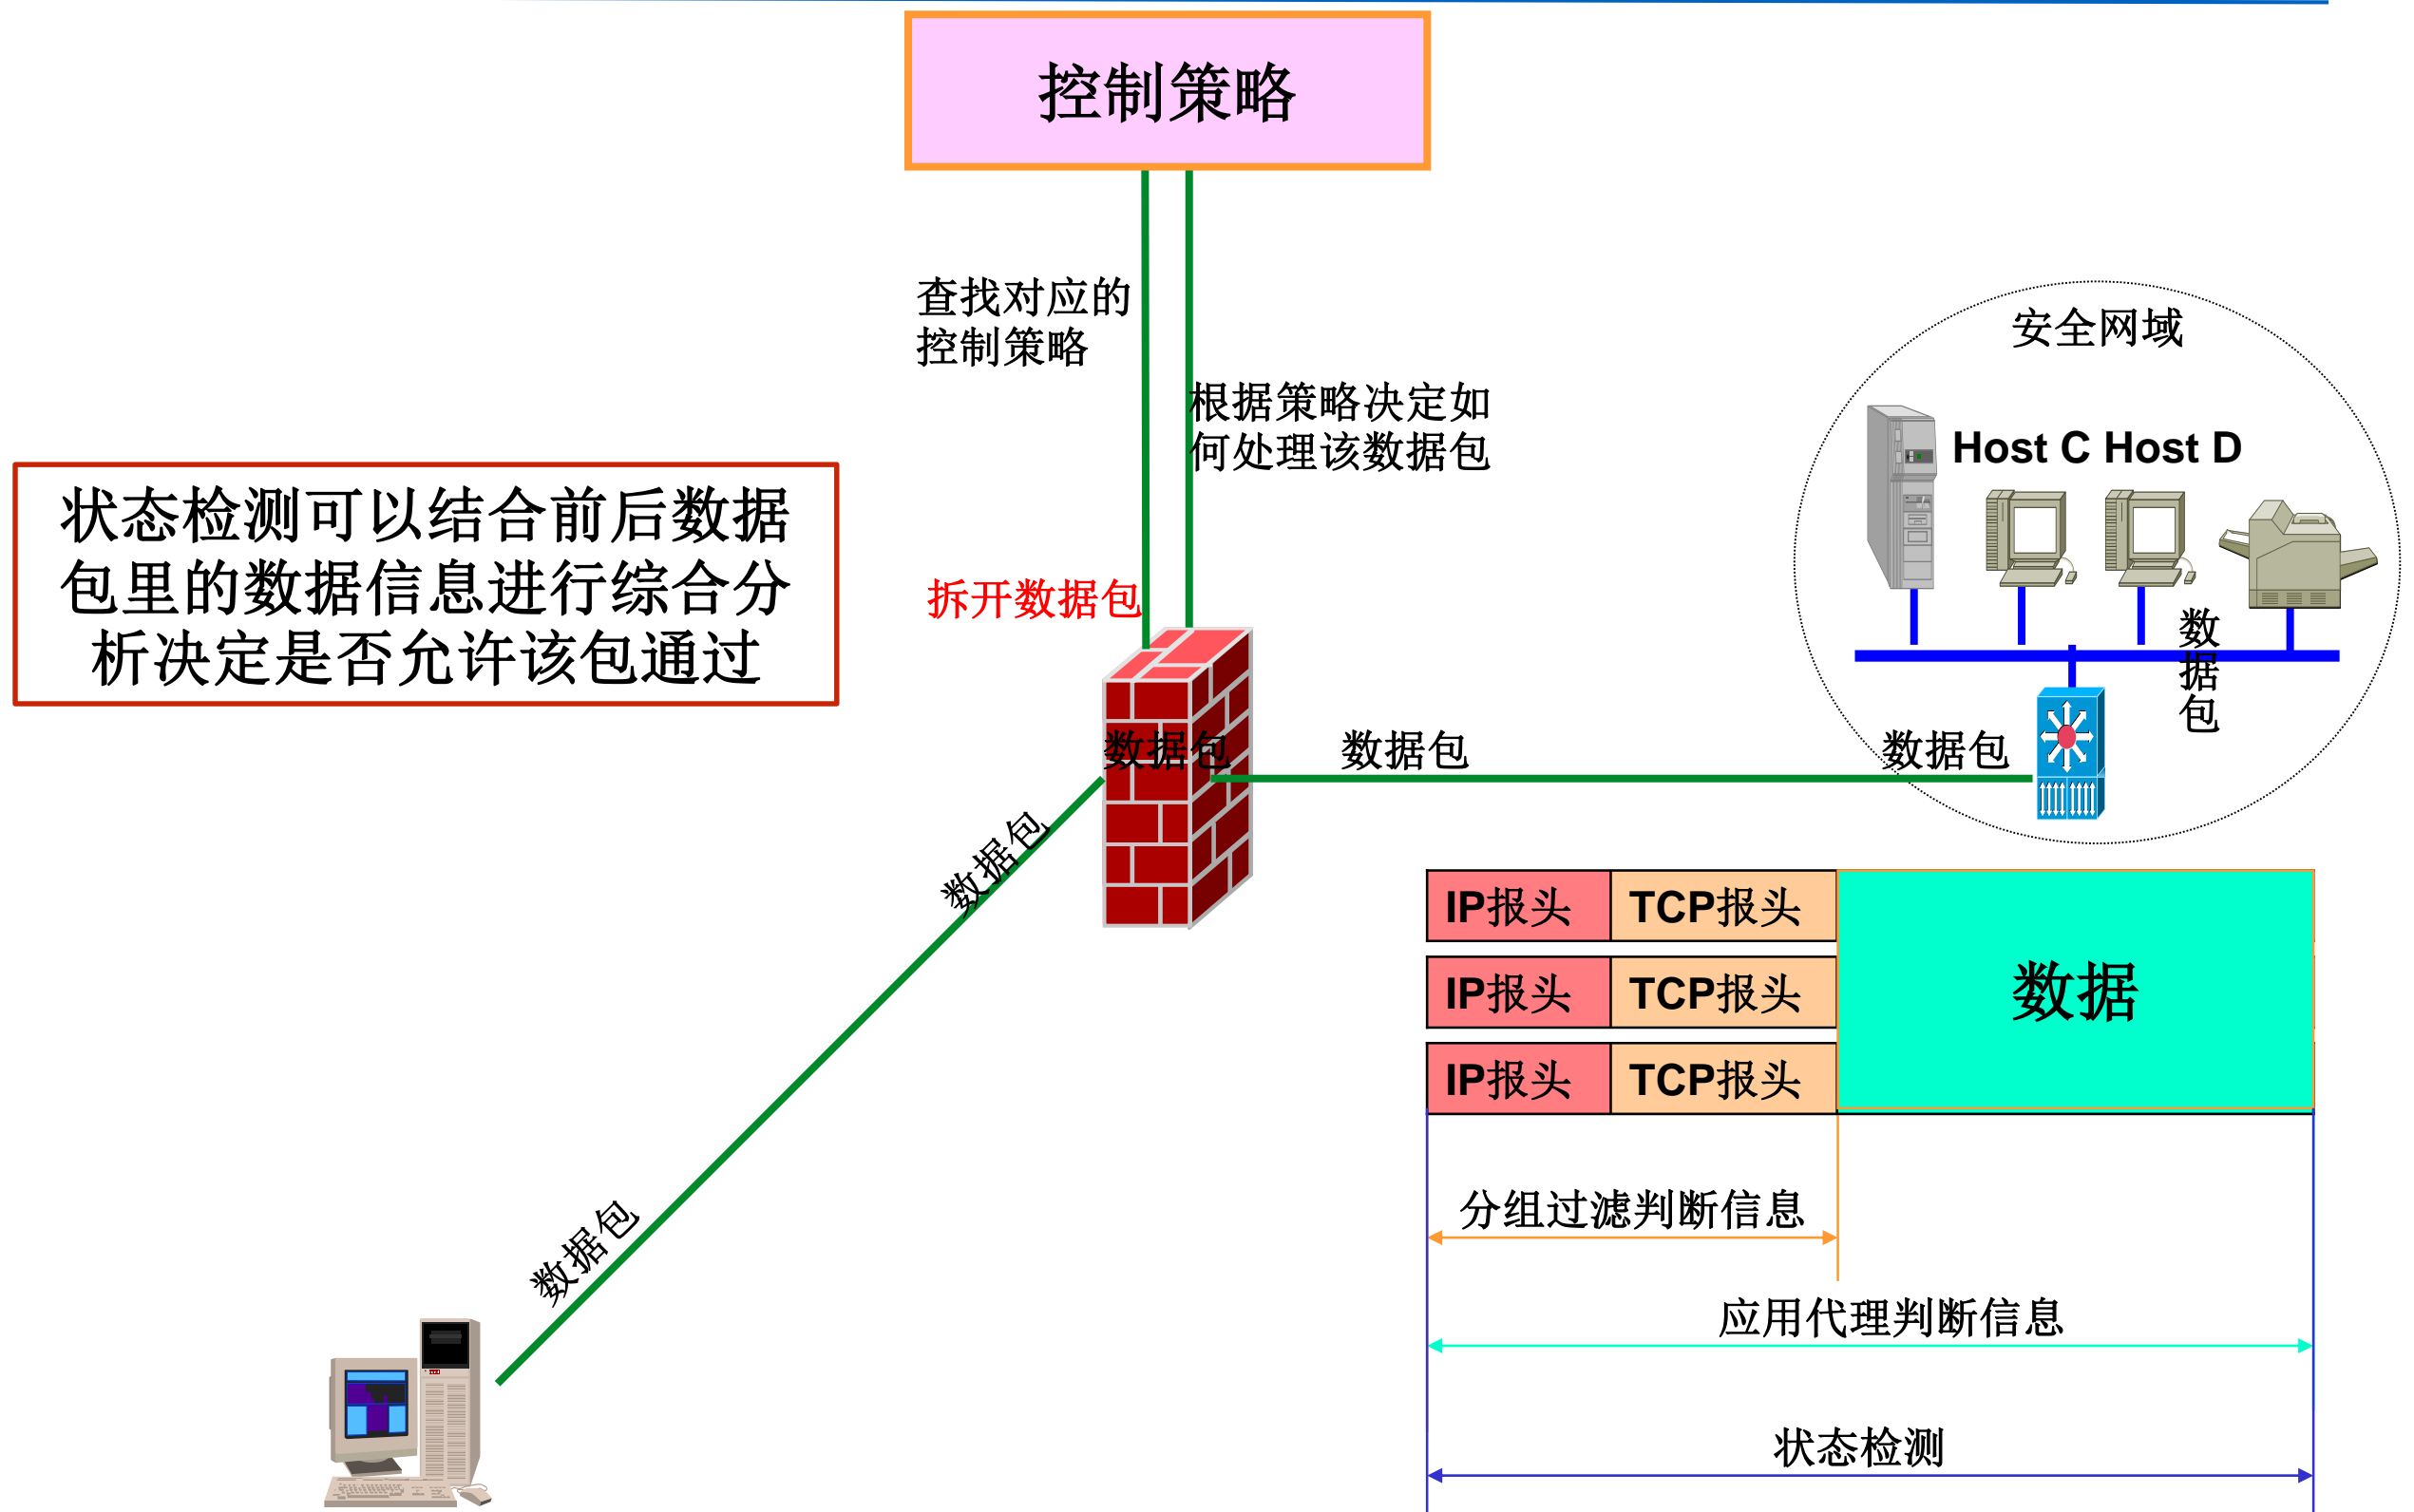 控制策略
查找对应的
控制策略
根据策略决定如
何处理该数据包
安全网域
Host C Host D
状态检测可以结合前后数据
包里的数据信息进行综合分
析决定是否允许该包通过
拆开数据包
数据包
数据包
数据包
数据包
数据包
数据包
IP报头 TCP报头
IP报头 TCP报头
IP报头 TCP报头
数据
分组过滤判断信息
应用代理判断信息
状态检测